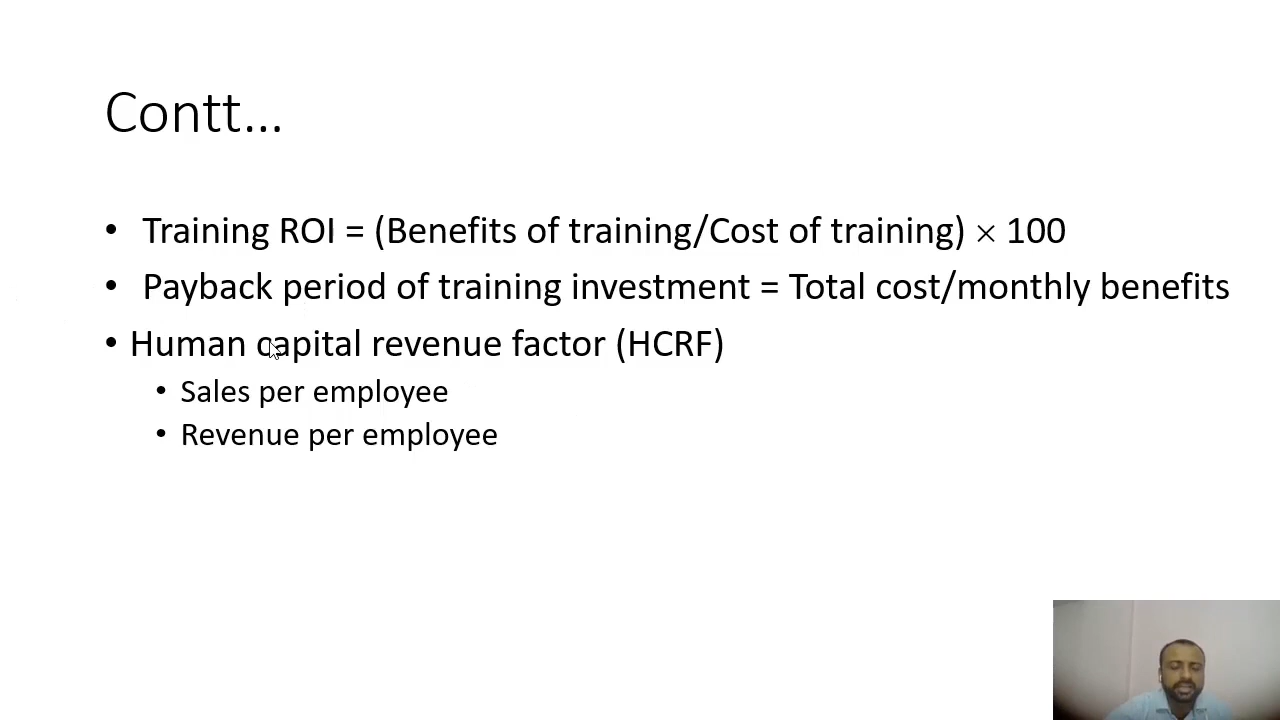 Contt...
• Training ROI = (Benefits of training/Cost of training) × 100
• Payback period of training investment = Total cost/monthly benefits
• Human capital revenue factor (HCRF)
• Sales per employee
• Revenue per employee